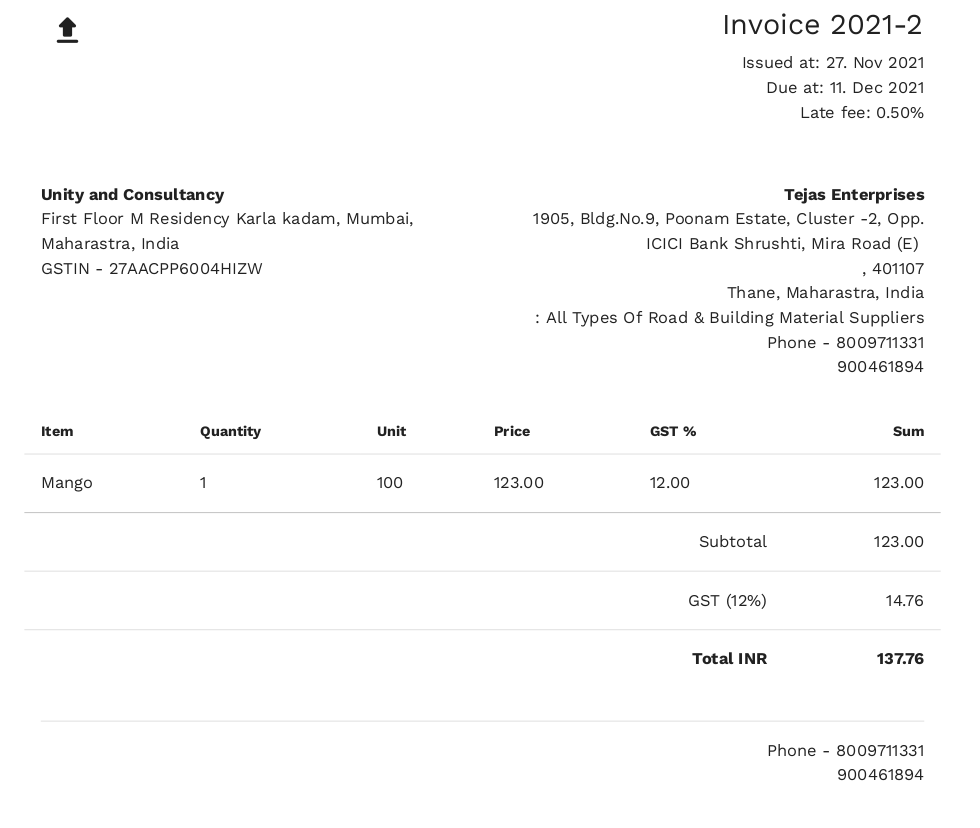 Invoice 2021-2
Issued at: 27. Nov 2021
Due at: 11. Dec 2021
Late fee: 0.50%
Unity and Consultancy
First Floor M Residency Karla kadam, Mumbai,
Maharastra, India
GSTIN - 27AACPP6004HIZW
Tejas Enterprises
1905, Bldg.No.9, Poonam Estate, Cluster -2, Opp.
ICICI Bank Shrushti, Mira Road (E)
, 401107
Thane, Maharastra, India
: All Types Of Road & Building Material Suppliers
Phone - 8009711331
900461894
Item Quantity Unit Price GST % Sum
Mango 1 100 123.00 12.00 123.00
Subtotal 123.00
GST (12%) 14.76
Total INR 137.76
Phone - 8009711331
900461894